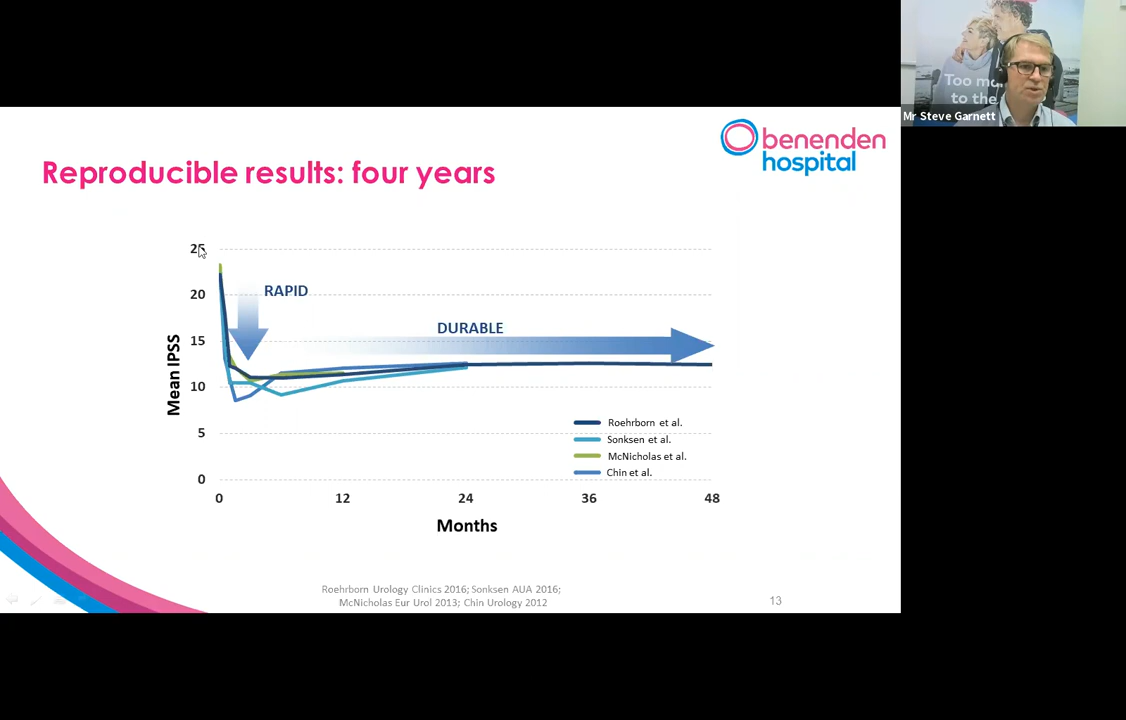 Too mo
to the
Mr Steve Garnett
benenden
hospital
Reproducible results: four years
25
20
15
10
5
0
Mean IPSS
RAPID
DURABLE
Roehrborn et al.
Sonksen et al.
McNicholas et al.
Chin et al.
0 12 24 36 48
Months
Roehrborn Urology Clinics 2016; Sonksen AUA 2016;
McNicholas Eur Urol 2013; Chin Urology 2012
13